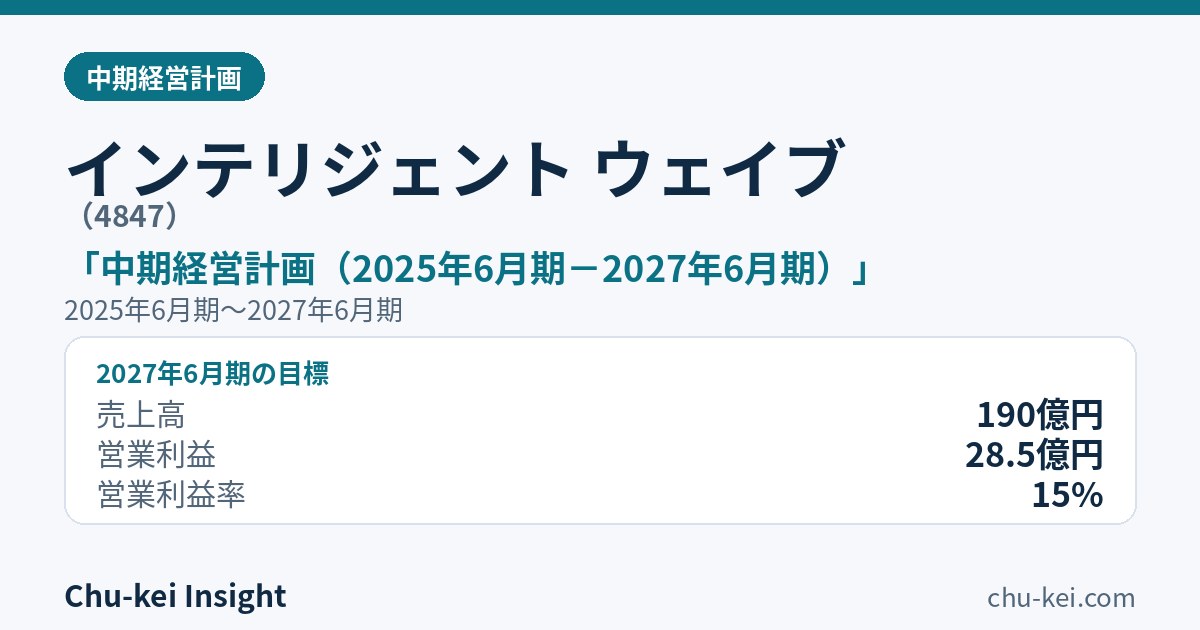 中期経営計画
インテリジェント ウェイブ
（4847）
「中期経営計画（2025年6月期－2027年6月期）」
2025年6月期～2027年6月期
2027年6月期の目標
売上高 190億円
営業利益 28.5億円
営業利益率 15%
Chu-kei Insight chu-kei.com